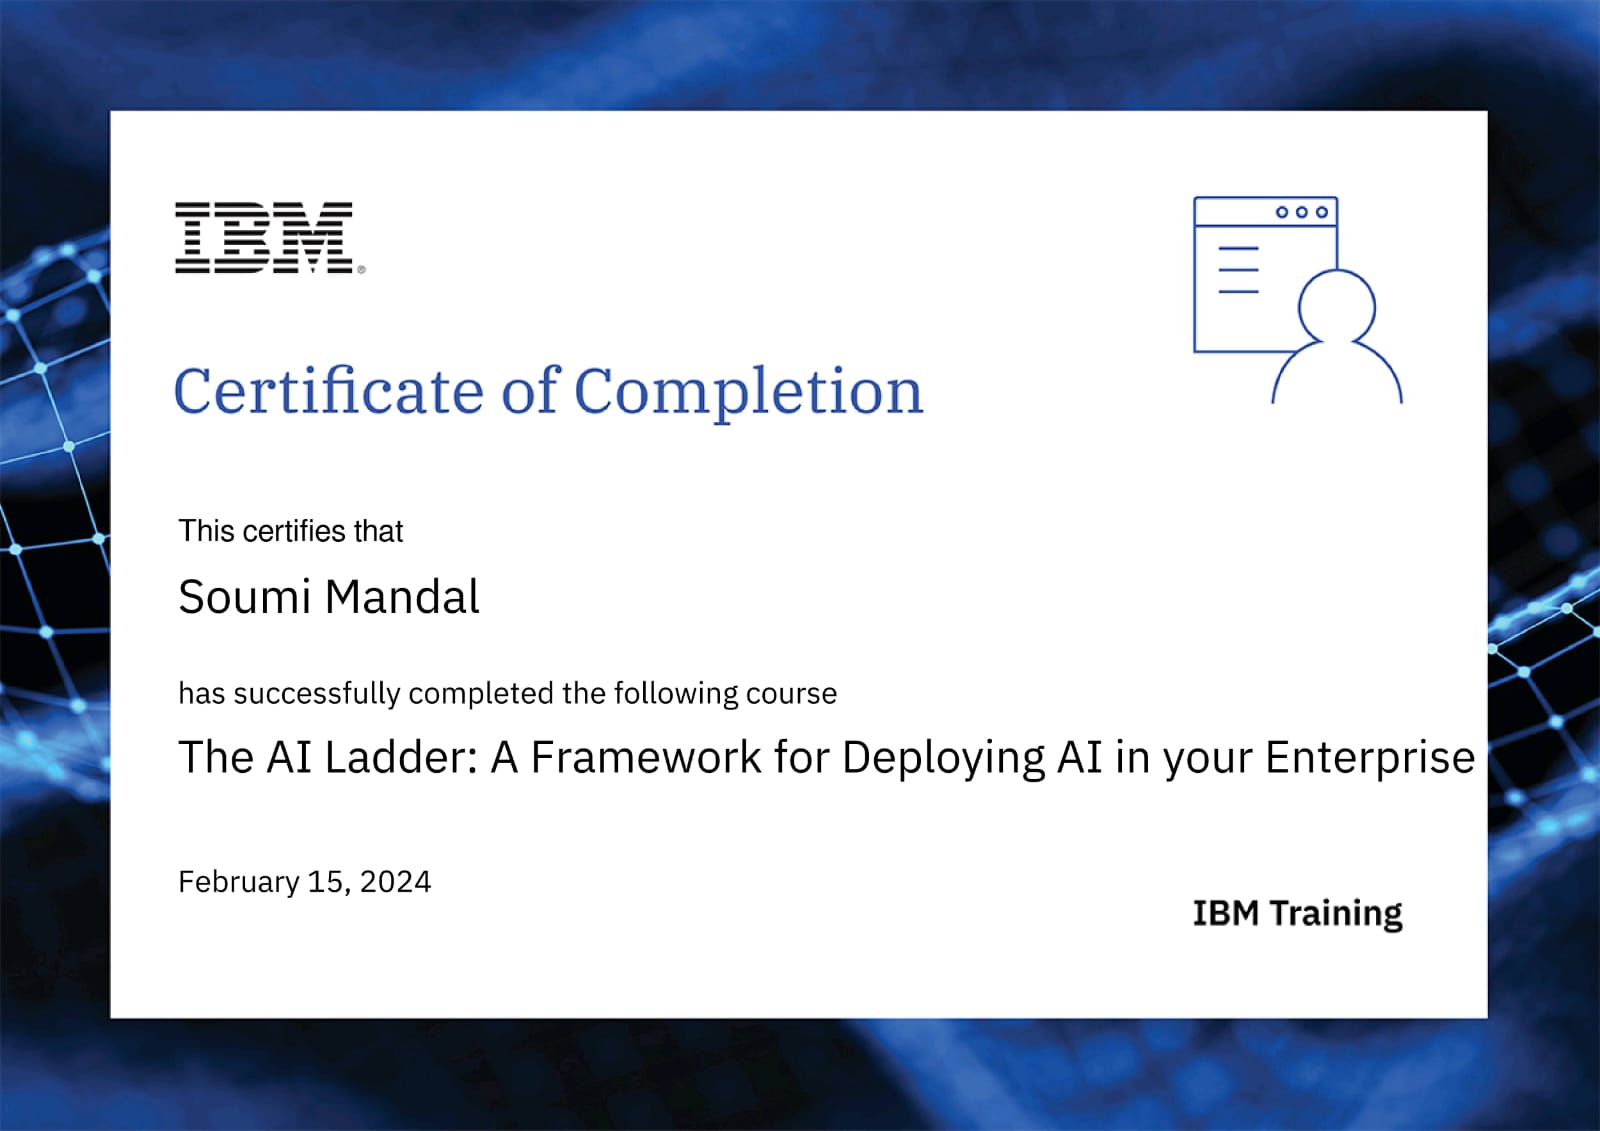 IBM®
Certificate of Completion
This certifies that
Soumi Mandal
has successfully completed the following course
The AI Ladder: A Framework for Deploying AI in your Enterprise
February 15, 2024
IBM Training